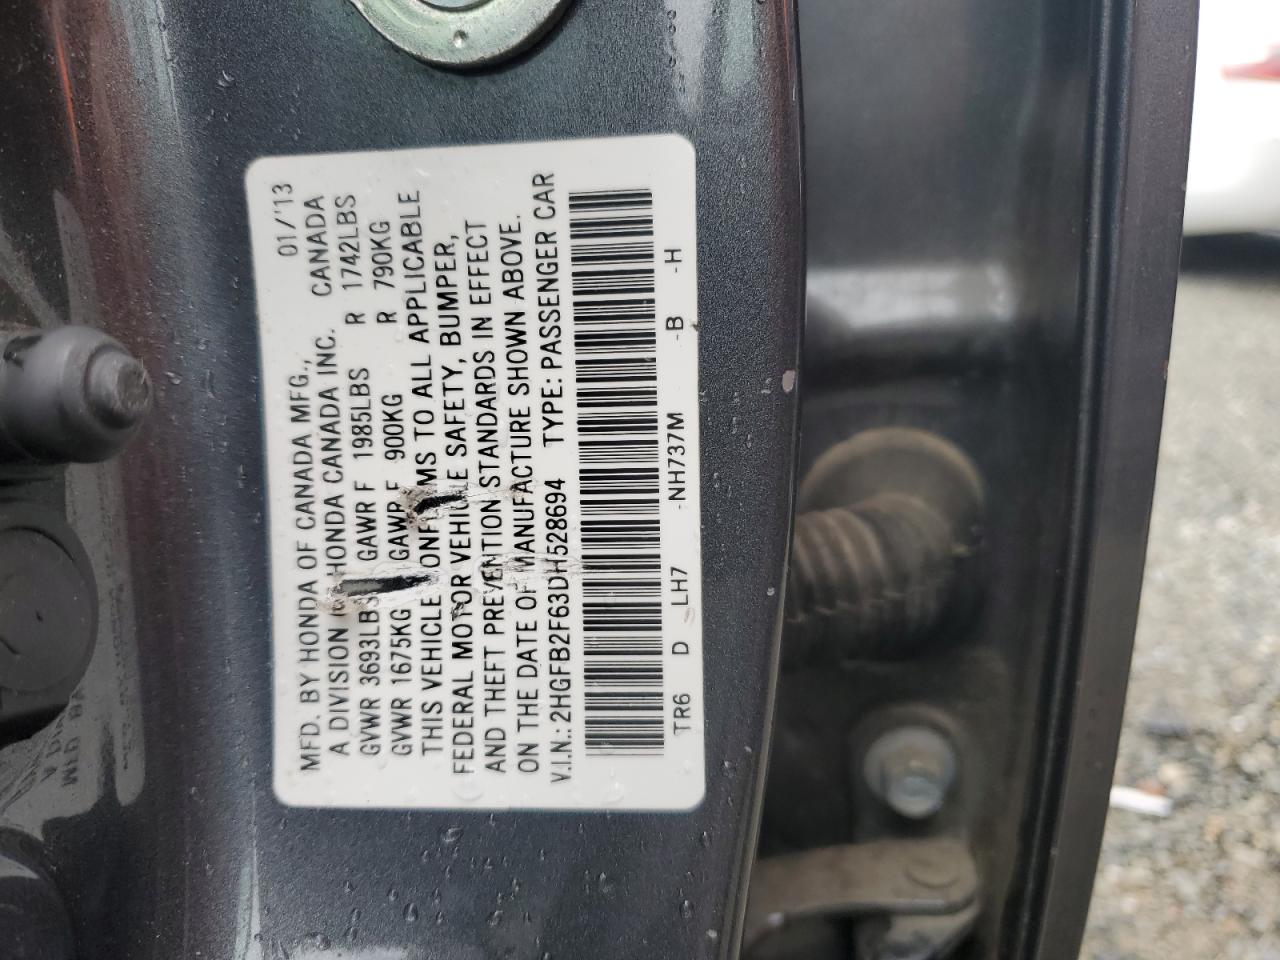 01/'13
MFD. BY HONDA OF CANADA MFG.,
A DIVISION HONDA CANADA INC. CANADA
GVWR 3693LBS GAWR F 1985LBS R 1742LBS
GVWR 1675KG GAWR F 900KG R 790KG
THIS VEHICLE CONFORMS TO ALL APPLICABLE
FEDERAL MOTOR VEHICLE SAFETY, BUMPER,
AND THEFT PREVENTION STANDARDS IN EFFECT
ON THE DATE OF MANUFACTURE SHOWN ABOVE.
V.I.N.: 2HGFB2F63DH528694 TYPE: PASSENGER CAR
TR6 D LH7 -NH737M -B -H